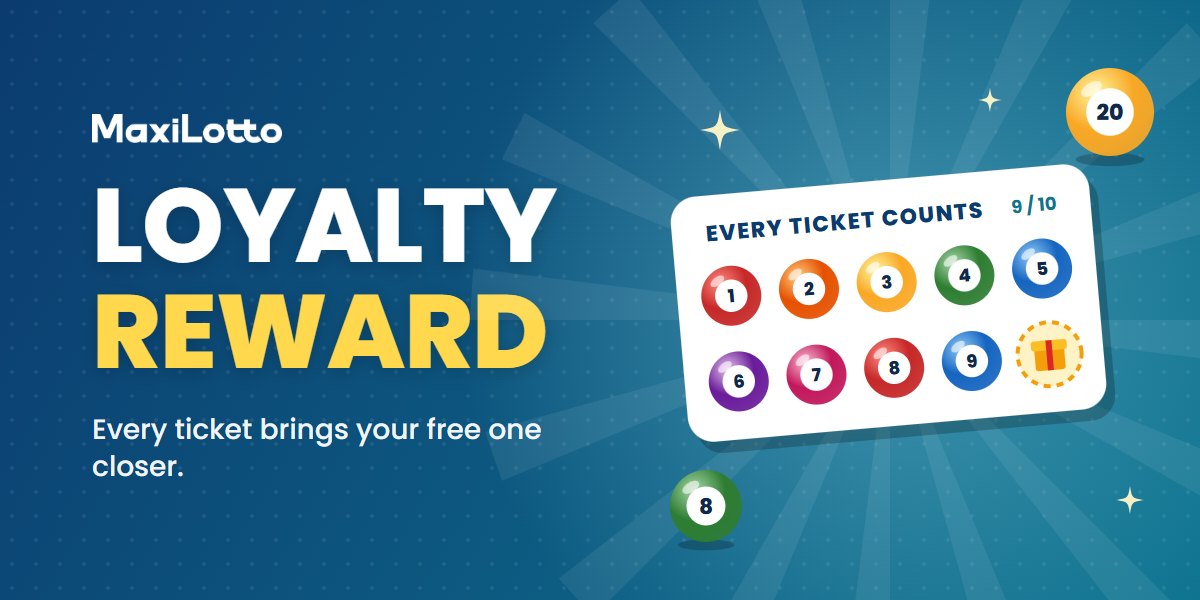 MaxiLotto
LOYALTY
REWARD
Every ticket brings your free one
closer.
20
EVERY TICKET COUNTS 9 / 10
1 2 3 4 5
6 7 8 9
8